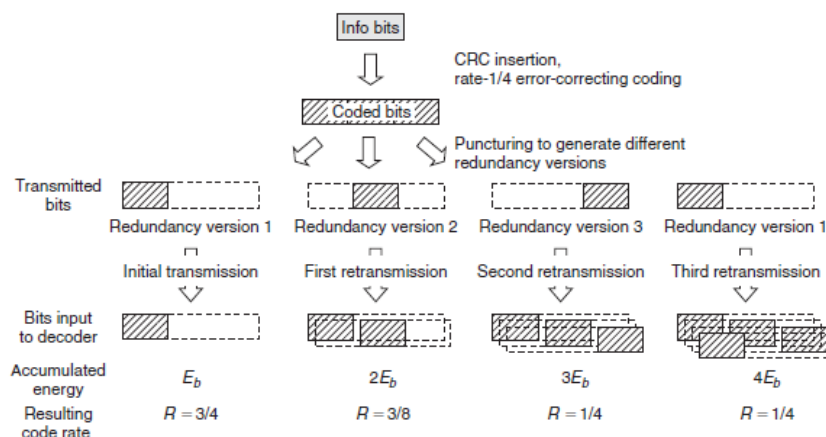 Info bits
CRC insertion,
rate-1/4 error-correcting coding
Coded bits
Puncturing to generate different
redundancy versions
Transmitted
bits
Redundancy version 1 Redundancy version 2 Redundancy version 3 Redundancy version 1
Initial transmission First retransmission Second retransmission Third retransmission
Bits input
to decoder
Accumulated
energy
E_b 2E_b 3E_b 4E_b
Resulting
code rate
R = 3/4 R = 3/8 R = 1/4 R = 1/4